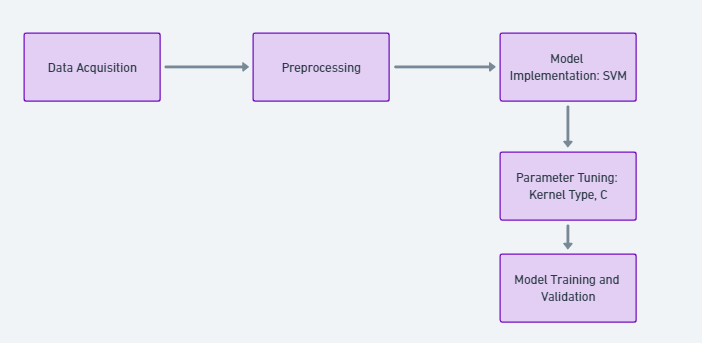 Data Acquisition
Preprocessing
Model
Implementation: SVM
Parameter Tuning:
Kernel Type, C
Model Training and
Validation